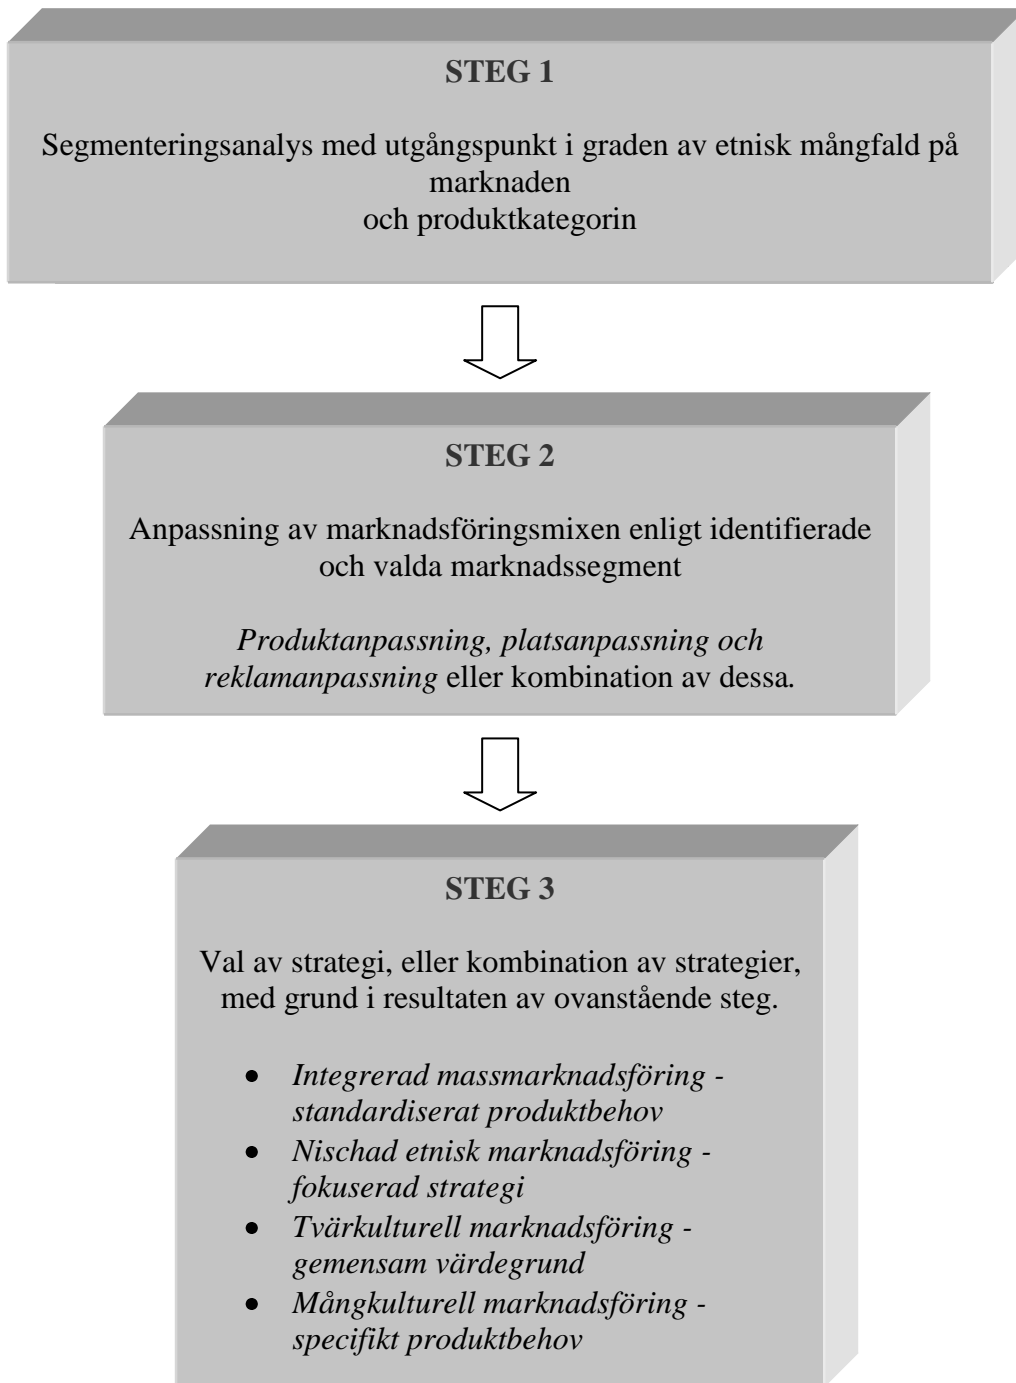 STEG 1
Segmenteringsanalys med utgångspunkt i graden av etnisk mångfald på
marknaden
och produktkategorin
STEG 2
Anpassning av marknadsföringsmixen enligt identifierade
och valda marknadssegment
Produktanpassning, platsanpassning och
reklamanpassning eller kombination av dessa.
STEG 3
Val av strategi, eller kombination av strategier,
med grund i resultaten av ovanstående steg.
• Integrerad massmarknadsföring -
standardiserat produktbehov
• Nischad etnisk marknadsföring -
fokuserad strategi
• Tvärkulturell marknadsföring -
gemensam värdegrund
• Mångkulturell marknadsföring -
specifikt produktbehov